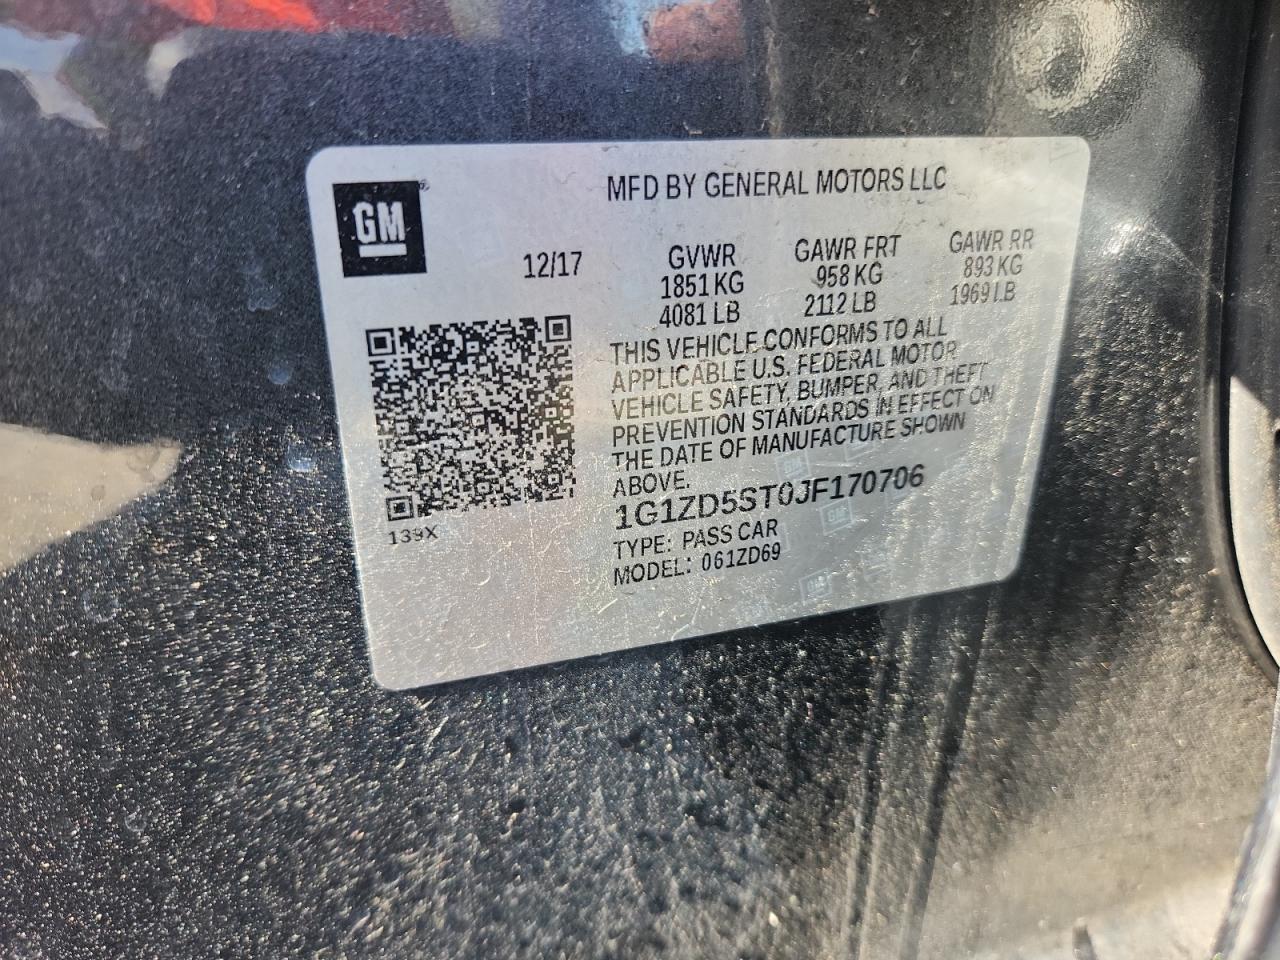 GM
MFD BY GENERAL MOTORS LLC
12/17
GVWR
1851 KG
4081 LB
GAWR FRT
958 KG
2112 LB
GAWR RR
893 KG
1969 LB
THIS VEHICLE CONFORMS TO ALL
APPLICABLE U.S. FEDERAL MOTOR
VEHICLE SAFETY, BUMPER, AND THEFT
PREVENTION STANDARDS IN EFFECT ON
THE DATE OF MANUFACTURE SHOWN
ABOVE.
1G1ZD5ST0JF170706
TYPE: PASS CAR
MODEL: 061ZD69
139X